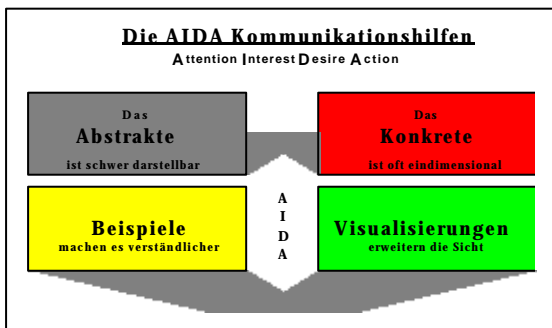 Die AIDA Kommunikationshilfen
Attention Interest Desire Action
Das
Abstrakte
ist schwer darstellbar
Das
Konkrete
ist oft eindimensional
Beispiele
machen es verständlicher
A
I
D
A
Visualisierungen
erweitern die Sicht